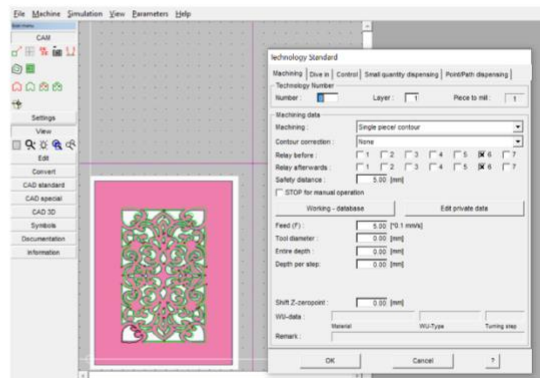 File Machine Simulation View Parameters Help
Main menu
CAM
Settings
View
Edit
Convert
CAD standard
CAD special
CAD 3D
Symbols
Documentation
Information
Technology Standard
Machining Dive in Control Small quantity dispensing Point/Path dispensing
Technology Number
Number : Layer : 1 Piece to mill : 1
Machining data
Machining : Single piece/ contour
Contour correction : None
Relay before : 1 2 3 4 5 6 7
Relay afterwards : 1 2 3 4 5 6 7
Safety distance : 5.00 [mm]
STOP for manual operation
Working - database Edit private data
Feed (F) : 5.00 [*0.1 mm/s]
Tool diameter : 0.00 [mm]
Entire depth : 0.00 [mm]
Depth per step: 0.00 [mm]
Shift Z-zeropoint : 0.00 [mm]
WU-data :
Material WU-Type Turning step
Remark :
OK Cancel ?